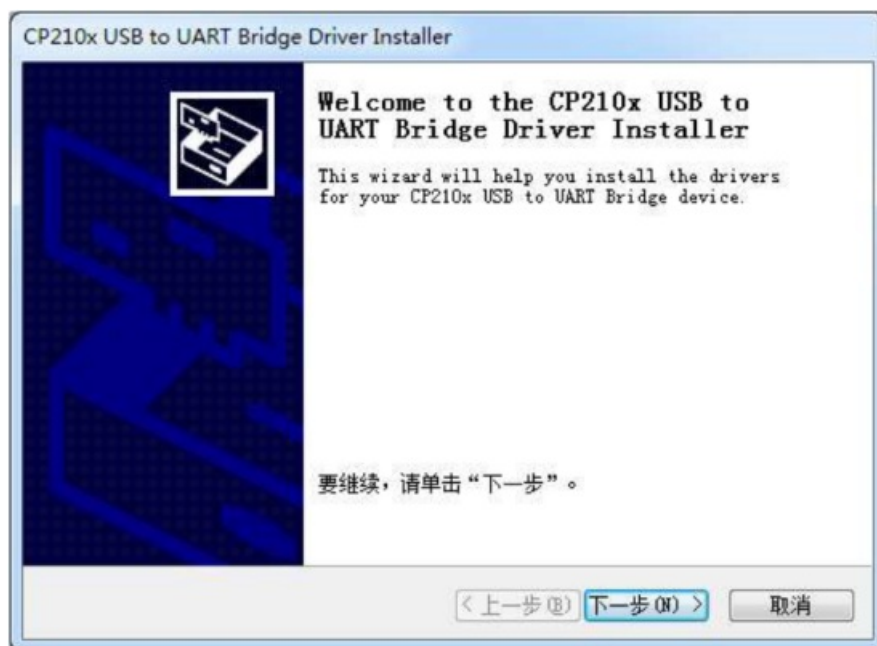 CP210x USB to UART Bridge Driver Installer
Welcome to the CP210x USB to
UART Bridge Driver Installer
This wizard will help you install the drivers
for your CP210x USB to UART Bridge device.
要继续，请单击“下一步”。
< 上一步(B) 下一步(N) > 取消